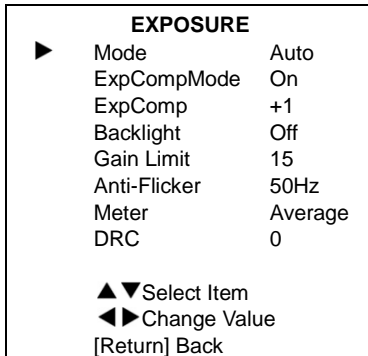 EXPOSURE
▶ Mode Auto
ExpCompMode On
ExpComp +1
Backlight Off
Gain Limit 15
Anti-Flicker 50Hz
Meter Average
DRC 0
▲▼Select Item
◀▶Change Value
[Return] Back